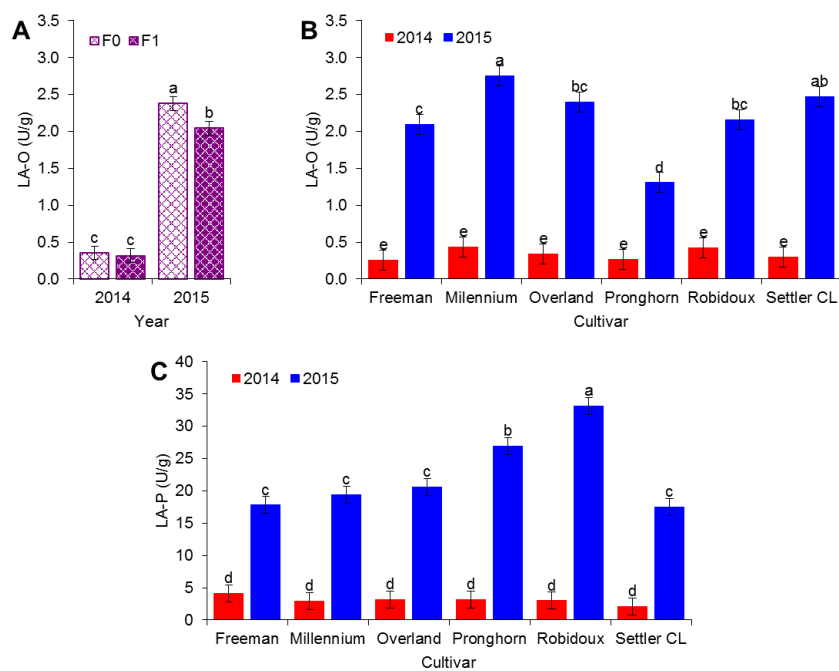 A
F0 F1
LA-O (U/g)
3.5
3.0
2.5
2.0
1.5
1.0
0.5
0.0
c c a b
2014 2015
Year
B
2014 2015
LA-O (U/g)
3.5
3.0
2.5
2.0
1.5
1.0
0.5
0.0
e c e a e bc e d e bc e ab
Freeman Milennium Overland Pronghorn Robidoux Settler CL
Cultivar
C
2014 2015
LA-P (U/g)
40
35
30
25
20
15
10
5
0
d c d c d c d b d a d c
Freeman Millennium Overland Pronghorn Robidoux Settler CL
Cultivar